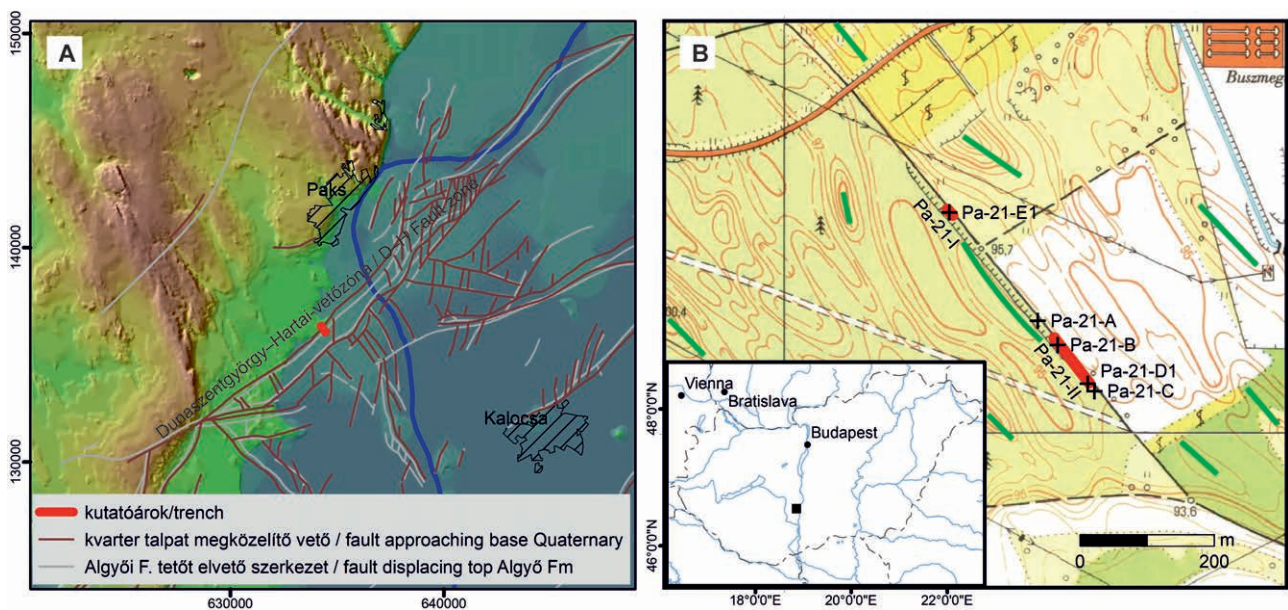 A
150000
140000
130000
630000
640000
Paks
Kalocsa
Dunaszentgyörgy–Hartai-vetőzóna / D–H Fault zone
kutatóárok/trench
kvarter talpat megközelítő vető / fault approaching base Quaternary
Algyői F. tetőt elvető szerkezet / fault displacing top Algyő Fm
B
Buszmeg
97
95
Pa-21-E1
Pa-21-I
95,7
Pa-21-A
Pa-21-B
Pa-21-D1
Pa-21-II
Pa-21-C
93,6
0
200
m
Vienna
Bratislava
Budapest
48°0'0"N
46°0'0"N
18°0'0"E
20°0'0"E
22°0'0"E